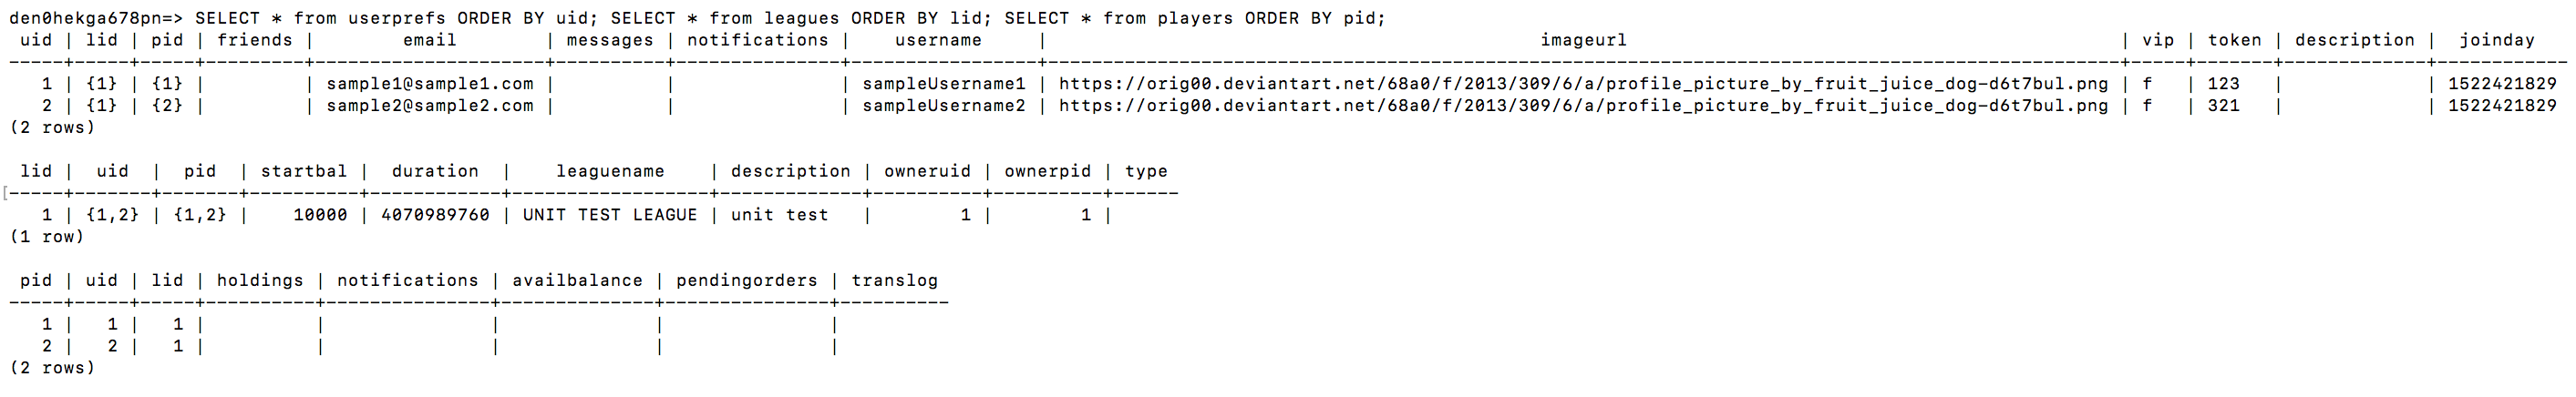 den0hekga678pn=> SELECT * from userprefs ORDER BY uid; SELECT * from leagues ORDER BY lid; SELECT * from players ORDER BY pid;
 uid | lid | pid | friends |        email        | messages | notifications |    username     |                                             imageurl                                             | vip | token | description |  joinday
-----+-----+-----+---------+---------------------+----------+---------------+-----------------+--------------------------------------------------------------------------------------------------+-----+-------+-------------+------------
   1 | {1} | {1} |         | sample1@sample1.com |          |               | sampleUsername1 | https://orig00.deviantart.net/68a0/f/2013/309/6/a/profile_picture_by_fruit_juice_dog-d6t7bul.png | f   | 123   |             | 1522421829
   2 | {1} | {2} |         | sample2@sample2.com |          |               | sampleUsername2 | https://orig00.deviantart.net/68a0/f/2013/309/6/a/profile_picture_by_fruit_juice_dog-d6t7bul.png | f   | 321   |             | 1522421829
(2 rows)
 lid |  uid  |  pid  | startbal |  duration  |    leaguename    | description | owneruid | ownerpid | type
[-----+-------+-------+----------+------------+------------------+-------------+----------+----------+------
   1 | {1,2} | {1,2} |    10000 | 4070989760 | UNIT TEST LEAGUE | unit test   |        1 |        1 |
(1 row)
 pid | uid | lid | holdings | notifications | availbalance | pendingorders | translog
-----+-----+-----+----------+---------------+--------------+---------------+----------
   1 |   1 |   1 |          |               |              |               |
   2 |   2 |   1 |          |               |              |               |
(2 rows)